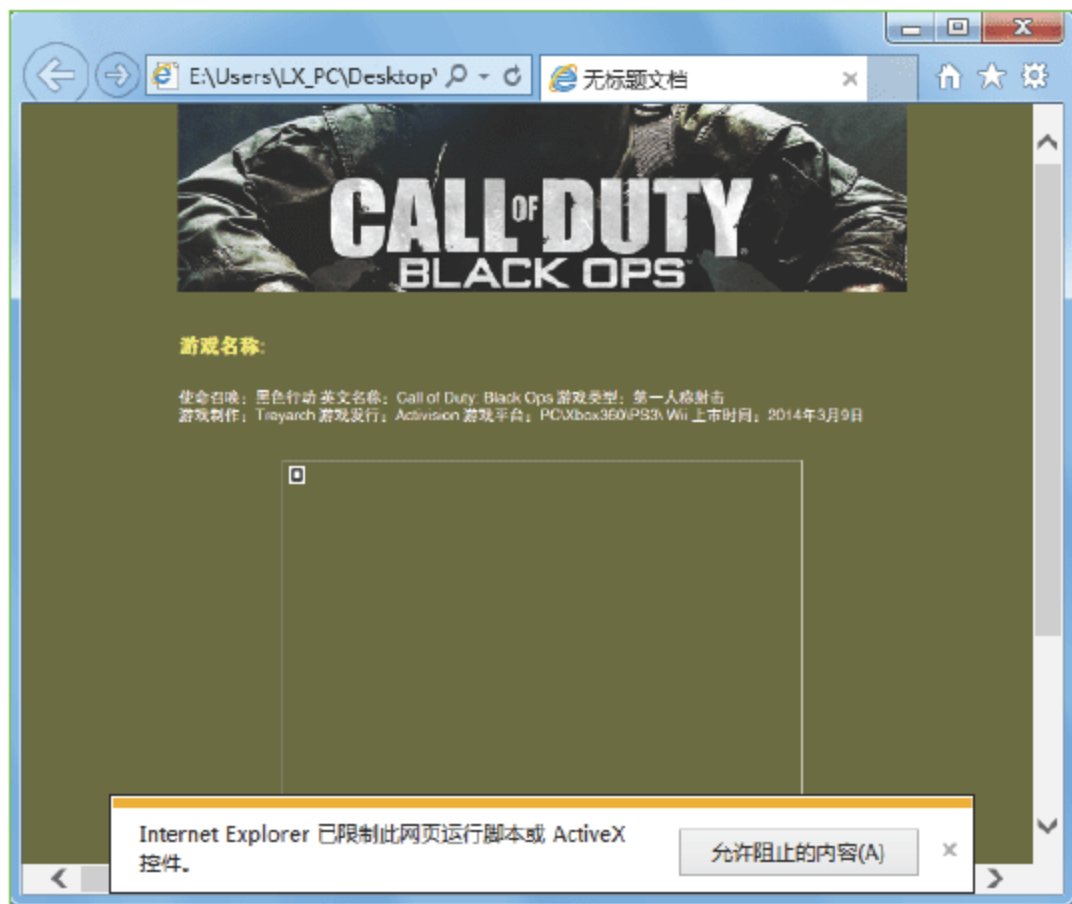 E:\Users\LX_PC\Desktop\
无标题文档
CALL OF DUTY
BLACK OPS
游戏名称:
使命召唤：黑色行动 英文名称：Call of Duty: Black Ops 游戏类型：第一人称射击
游戏制作：Treyarch 游戏发行：Activision 游戏平台：PC\Xbox360\PS3\ Wii 上市时间：2014年3月9日
Internet Explorer 已限制此网页运行脚本或 ActiveX
控件。
允许阻止的内容(A)